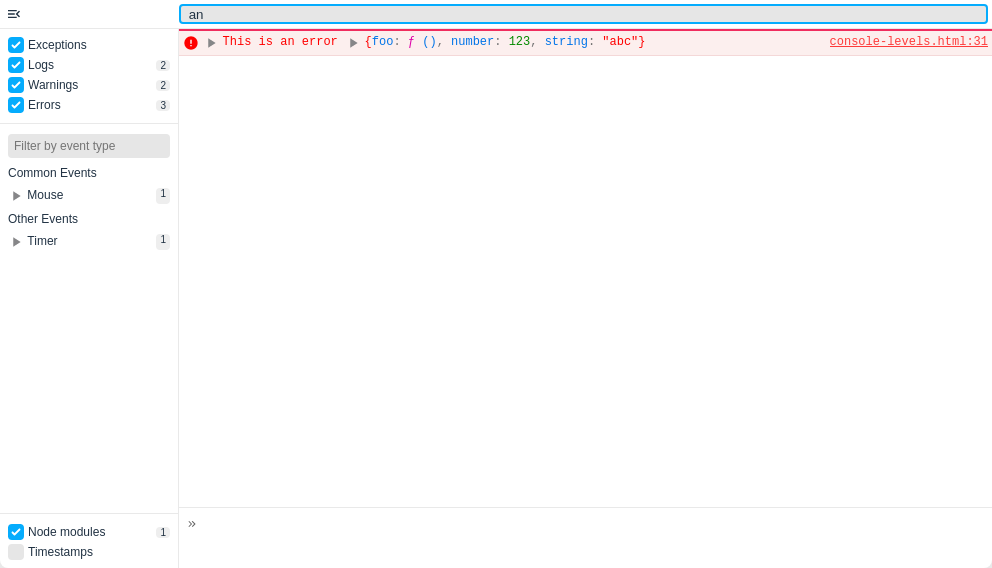 an
Exceptions
Logs 2
Warnings 2
Errors 3
Filter by event type
Common Events
Mouse 1
Other Events
Timer 1
Node modules 1
Timestamps
This is an error {foo: ƒ (), number: 123, string: "abc"} console-levels.html:31
»